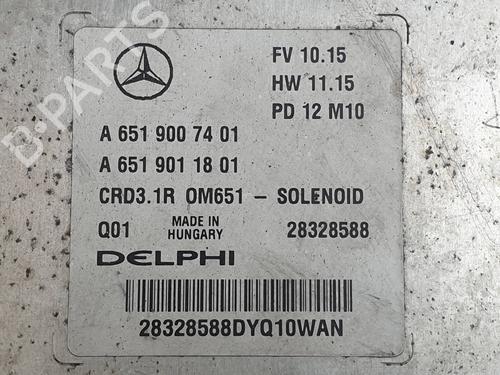 FV 10.15
HW 11.15
PD 12 M10
A 651 900 74 01
A 651 901 18 01
CRD3.1R OM651 – SOLENOID
Q01 MADE IN HUNGARY 28328588
DELPHI
28328588DYQ10WAN
B-PARTS